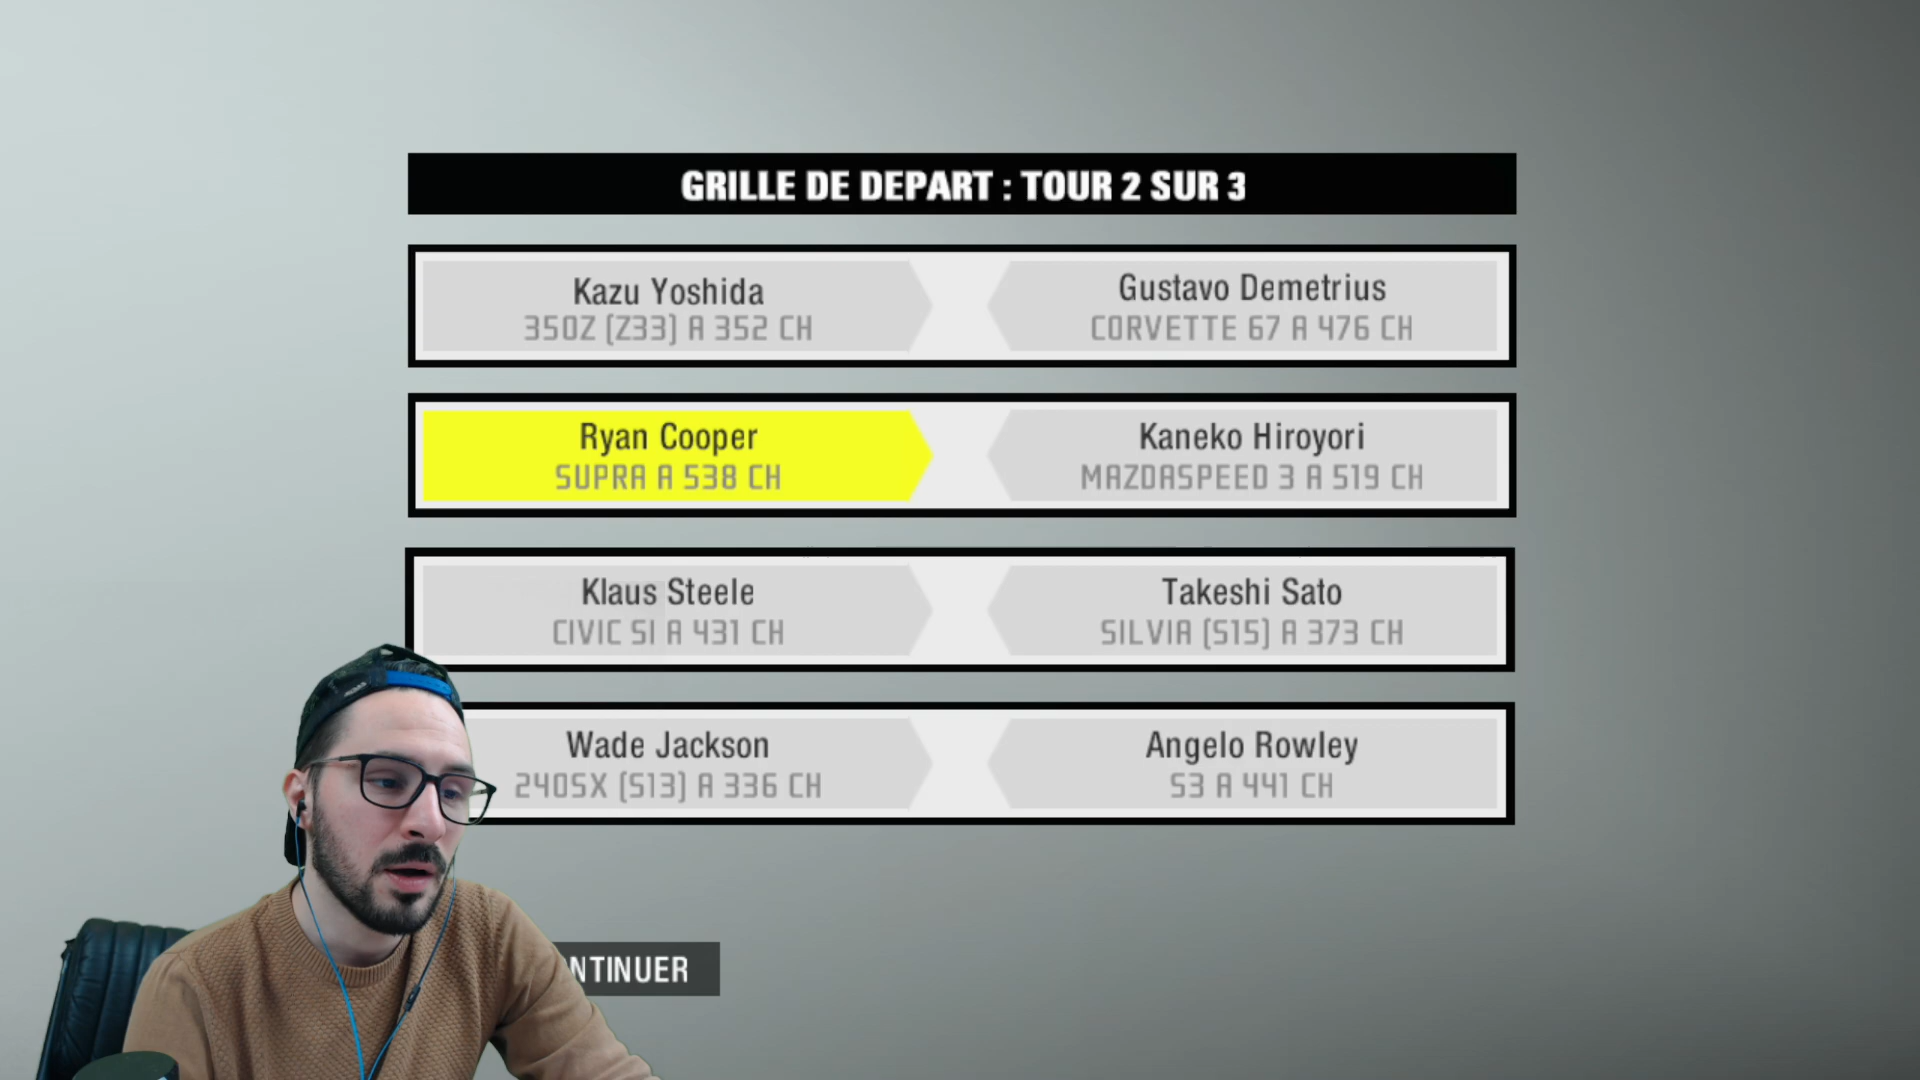 GRILLE DE DEPART : TOUR 2 SUR 3
Kazu Yoshida
350Z (Z33) A 352 CH
Gustavo Demetrius
CORVETTE 67 A 476 CH
Ryan Cooper
SUPRA A 538 CH
Kaneko Hiroyori
MAZDASPEED 3 A 519 CH
Klaus Steele
CIVIC SI A 431 CH
Takeshi Sato
SILVIA (S15) A 373 CH
Wade Jackson
240SX (S13) A 336 CH
Angelo Rowley
S3 A 441 CH
NTINUER